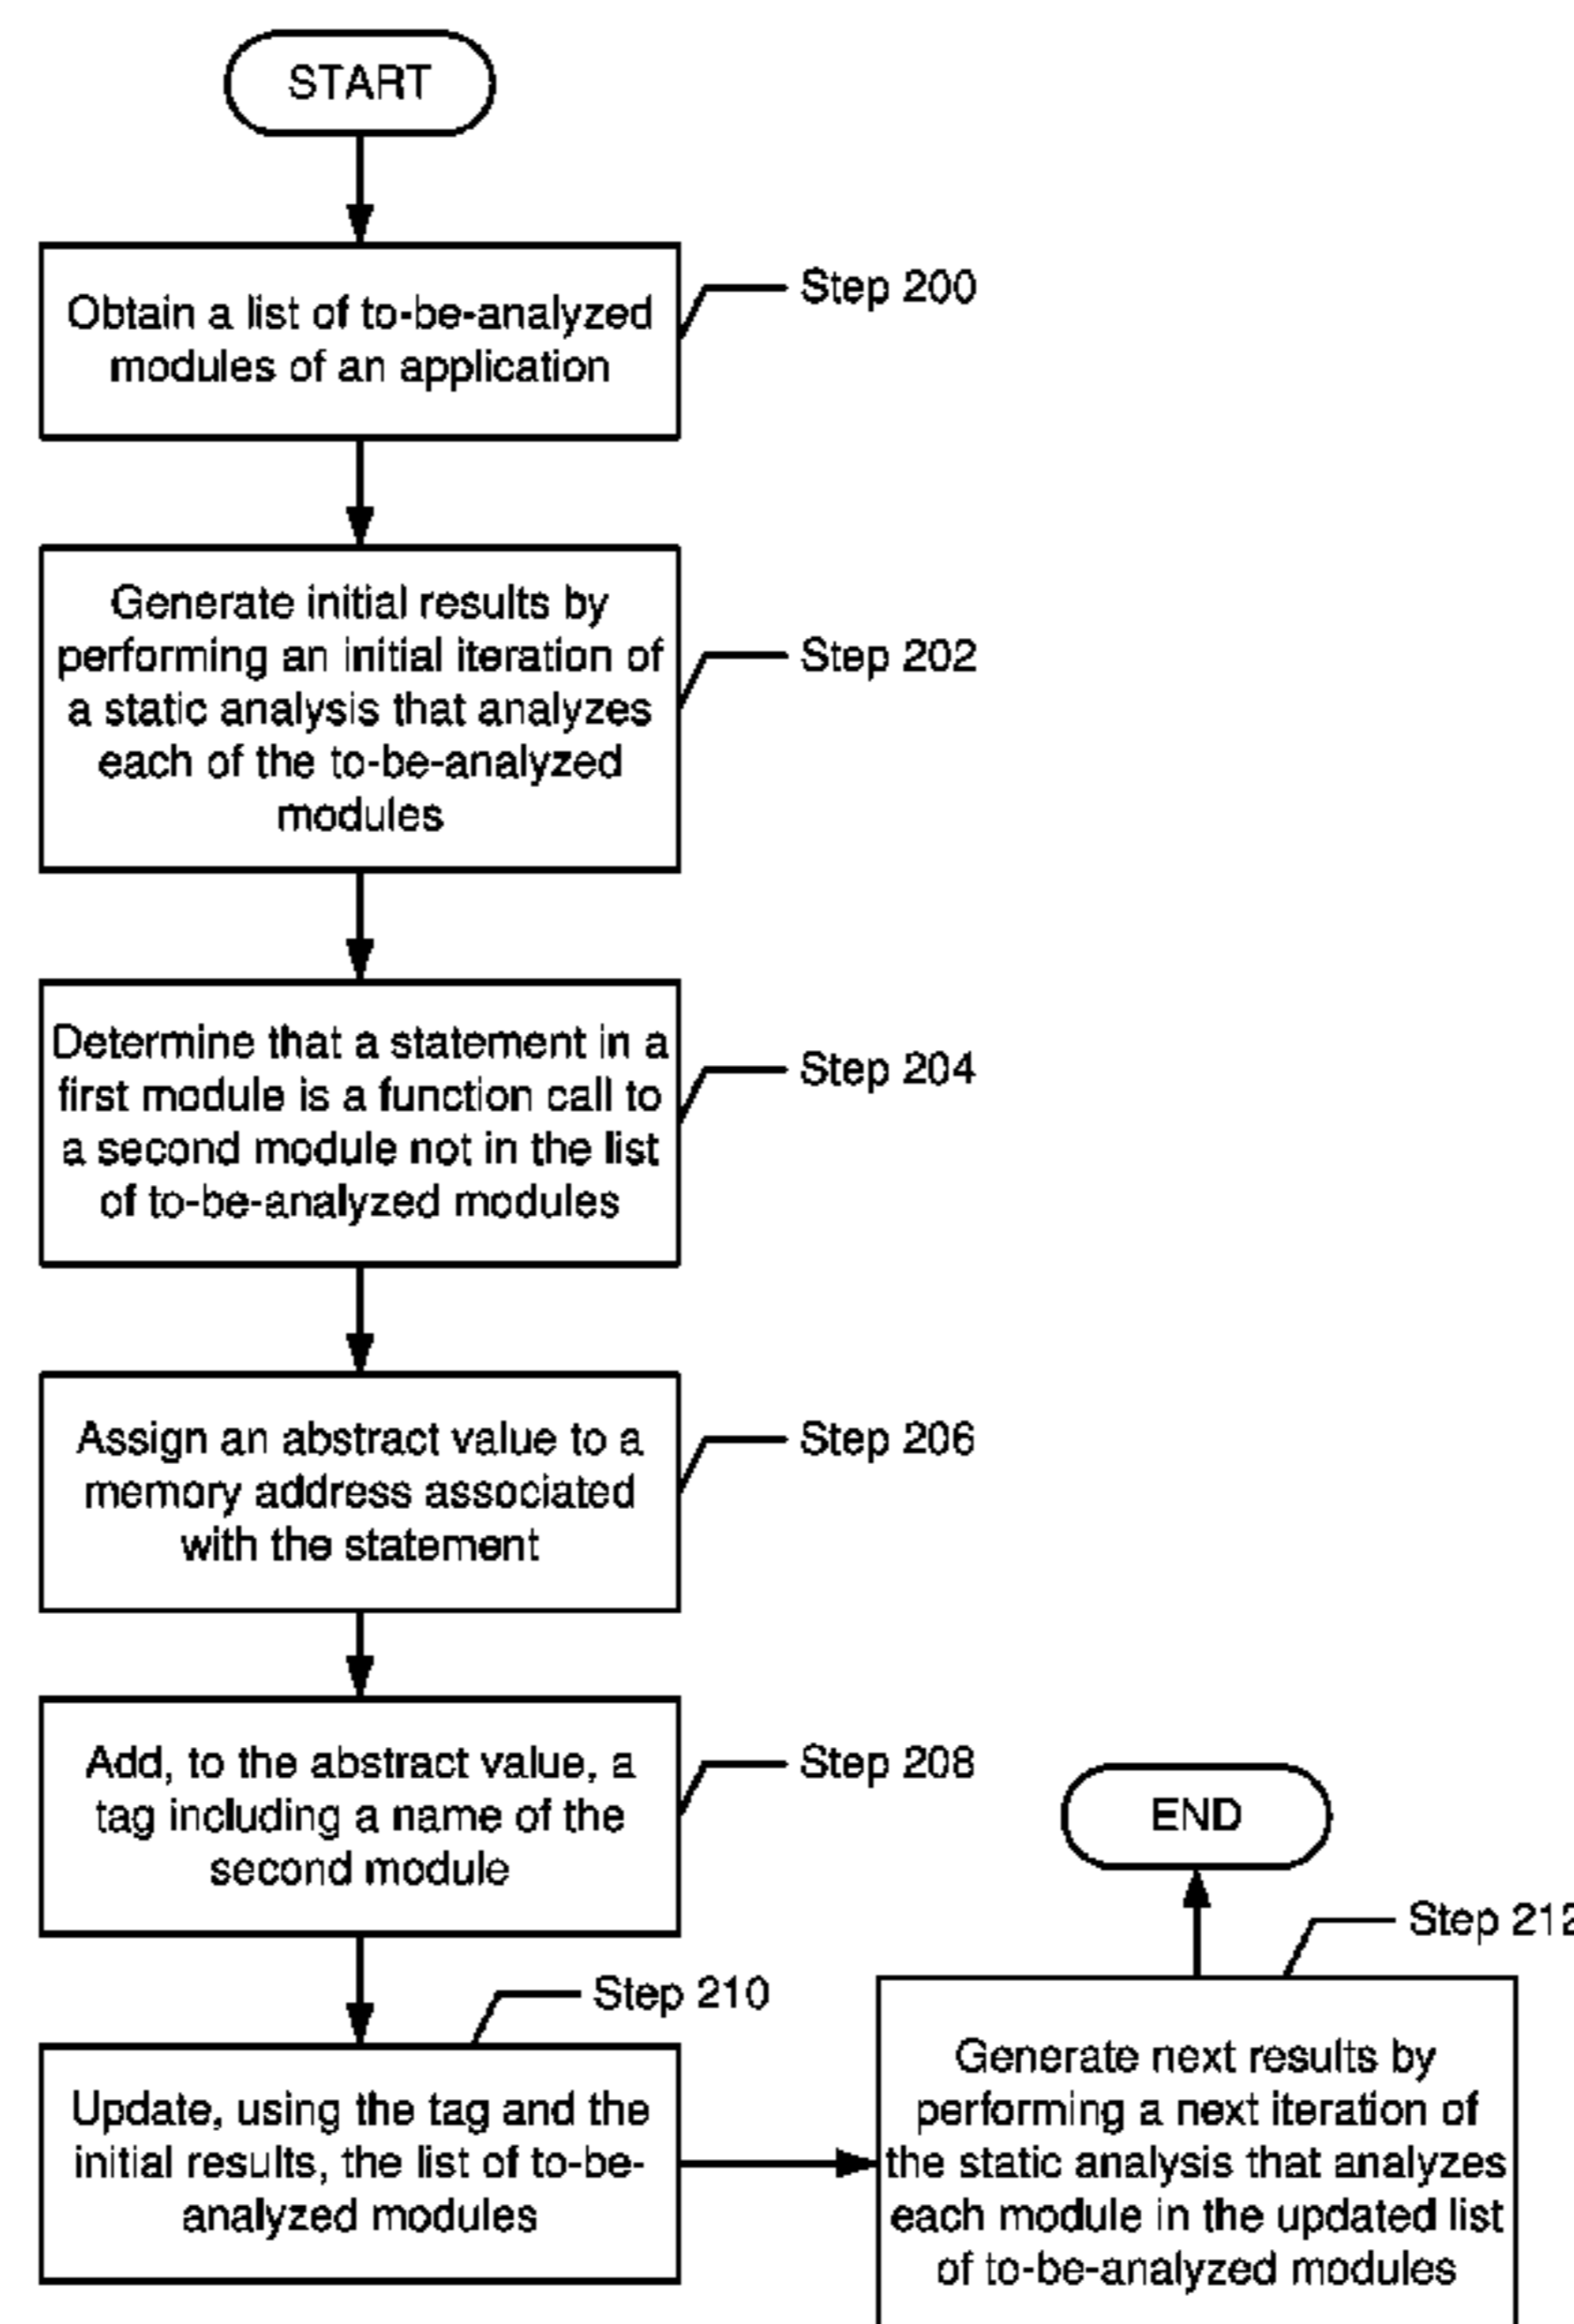 START
Obtain a list of to-be-analyzed
modules of an application
Step 200
Generate initial results by
performing an initial iteration of
a static analysis that analyzes
each of the to-be-analyzed
modules
Step 202
Determine that a statement in a
first module is a function call to
a second module not in the list
of to-be-analyzed modules
Step 204
Assign an abstract value to a
memory address associated
with the statement
Step 206
Add, to the abstract value, a
tag including a name of the
second module
Step 208
Step 210
Update, using the tag and the
initial results, the list of to-be-
analyzed modules
Step 212
Generate next results by
performing a next iteration of
the static analysis that analyzes
each module in the updated list
of to-be-analyzed modules
END